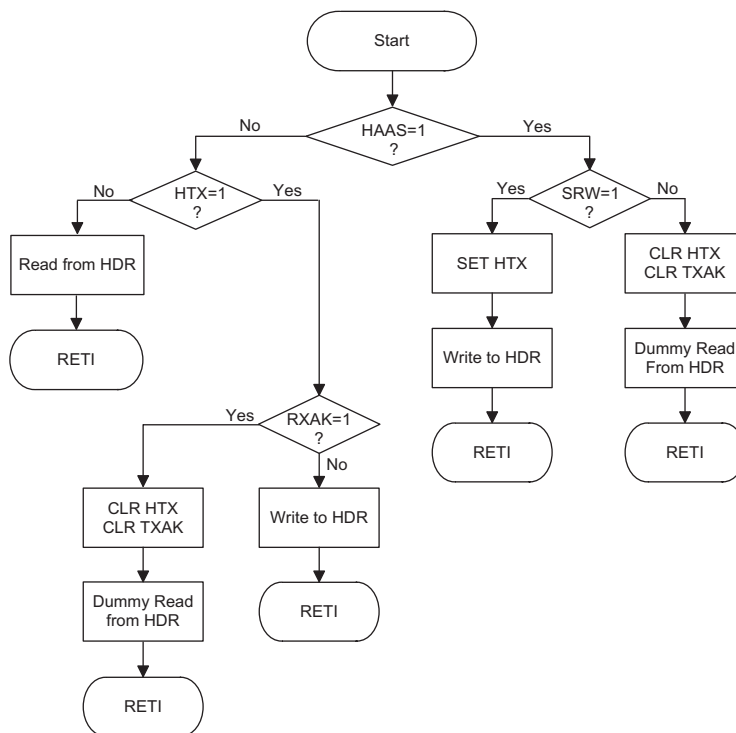 Start
HAAS=1
?
No
Yes
HTX=1
?
No
Yes
SRW=1
?
Yes
No
Read from HDR
SET HTX
CLR HTX
CLR TXAK
RETI
Write to HDR
Dummy Read
From HDR
RXAK=1
?
Yes
No
RETI
RETI
CLR HTX
CLR TXAK
Write to HDR
Dummy Read
from HDR
RETI
RETI